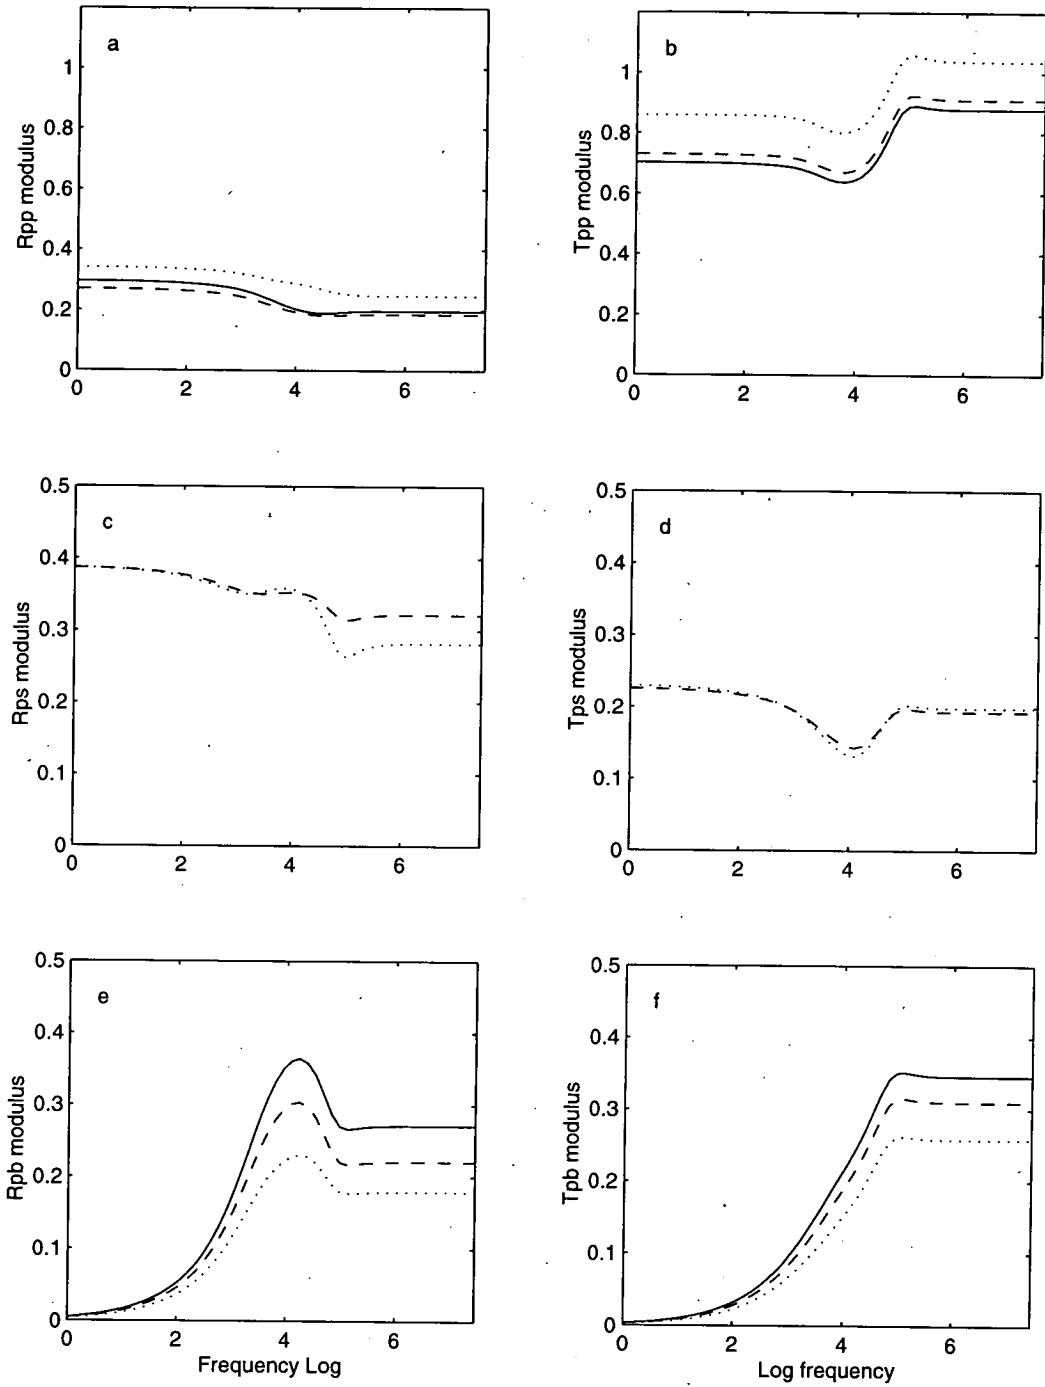 a
Rpp modulus
1
0.8
0.6
0.4
0.2
0
0 2 4 6
b
Tpp modulus
1
0.8
0.6
0.4
0.2
0
0 2 4 6
c
Rps modulus
0.5
0.4
0.3
0.2
0.1
0
0 2 4 6
d
Tps modulus
0.5
0.4
0.3
0.2
0.1
0
0 2 4 6
e
Rpb modulus
0.5
0.4
0.3
0.2
0.1
0
0 2 4 6
Frequency Log
f
Tpb modulus
0.5
0.4
0.3
0.2
0.1
0
0 2 4 6
Log frequency